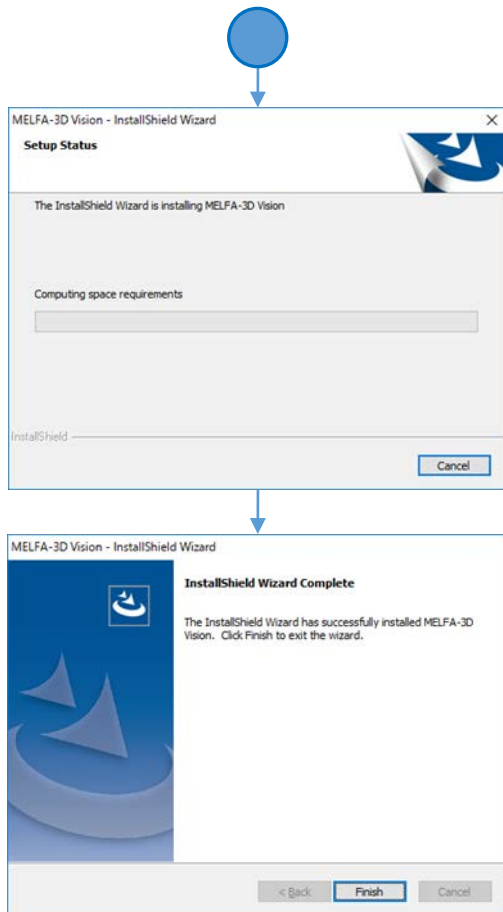 MELFA-3D Vision - InstallShield Wizard
Setup Status
The InstallShield Wizard is installing MELFA-3D Vision
Computing space requirements
InstallShield
Cancel
MELFA-3D Vision - InstallShield Wizard
InstallShield Wizard Complete
The InstallShield Wizard has successfully installed MELFA-3D
Vision. Click Finish to exit the wizard.
< Back Finish Cancel